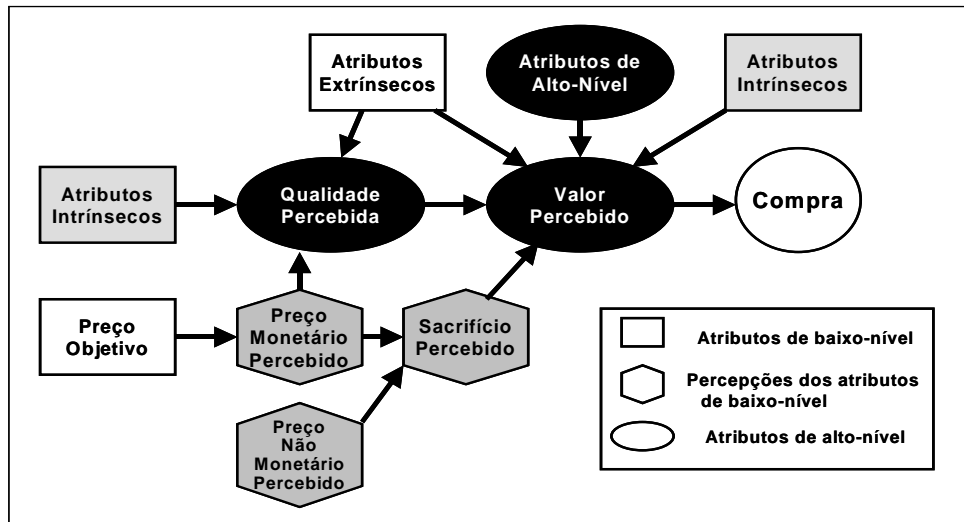 Atributos
Extrínsecos
Atributos de
Alto-Nível
Atributos
Intrínsecos
Atributos
Intrínsecos
Qualidade
Percebida
Valor
Percebido
Compra
Preço
Objetivo
Preço
Monetário
Percebido
Sacrifício
Percebido
Preço
Não
Monetário
Percebido
Atributos de baixo-nível
Percepções dos atributos
de baixo-nível
Atributos de alto-nível